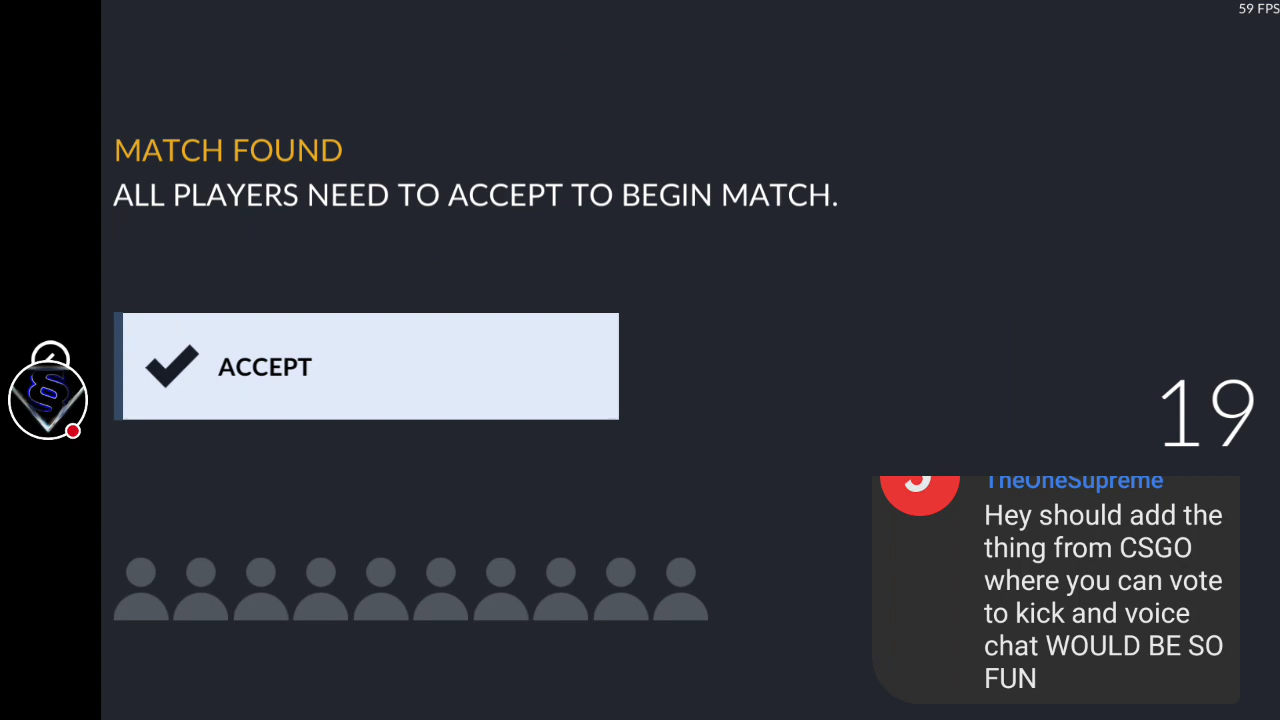 59 FPS
MATCH FOUND
ALL PLAYERS NEED TO ACCEPT TO BEGIN MATCH.
ACCEPT
19
TheOneSupreme
Hey should add the
thing from CSGO
where you can vote
to kick and voice
chat WOULD BE SO
FUN